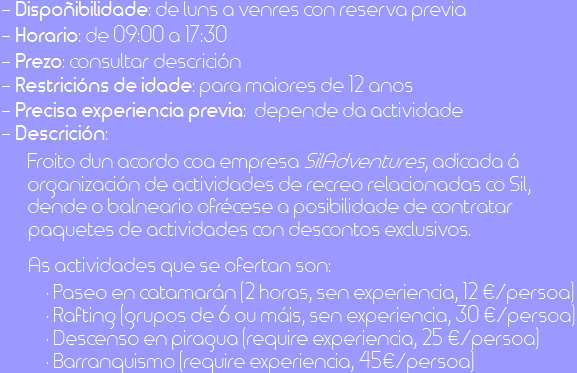 – Dispoñibilidade: de luns a venres con reserva previa
– Horario: de 09:00 a 17:30
– Prezo: consultar descrición
– Restricións de idade: para maiores de 12 anos
– Precisa experiencia previa: depende da actividade
– Descrición:
Froito dun acordo coa empresa SilAdventures, adicada á
organización de actividades de recreo relacionadas co Sil,
dende o balneario ofrécese a posibilidade de contratar
paquetes de actividades con descontos exclusivos.
As actividades que se ofertan son:
· Paseo en catamarán (2 horas, sen experiencia, 12 €/persoa)
· Rafting (grupos de 6 ou máis, sen experiencia, 30 €/persoa)
· Descenso en piragua (require experiencia, 25 €/persoa)
· Barranquismo (require experiencia, 45€/persoa)